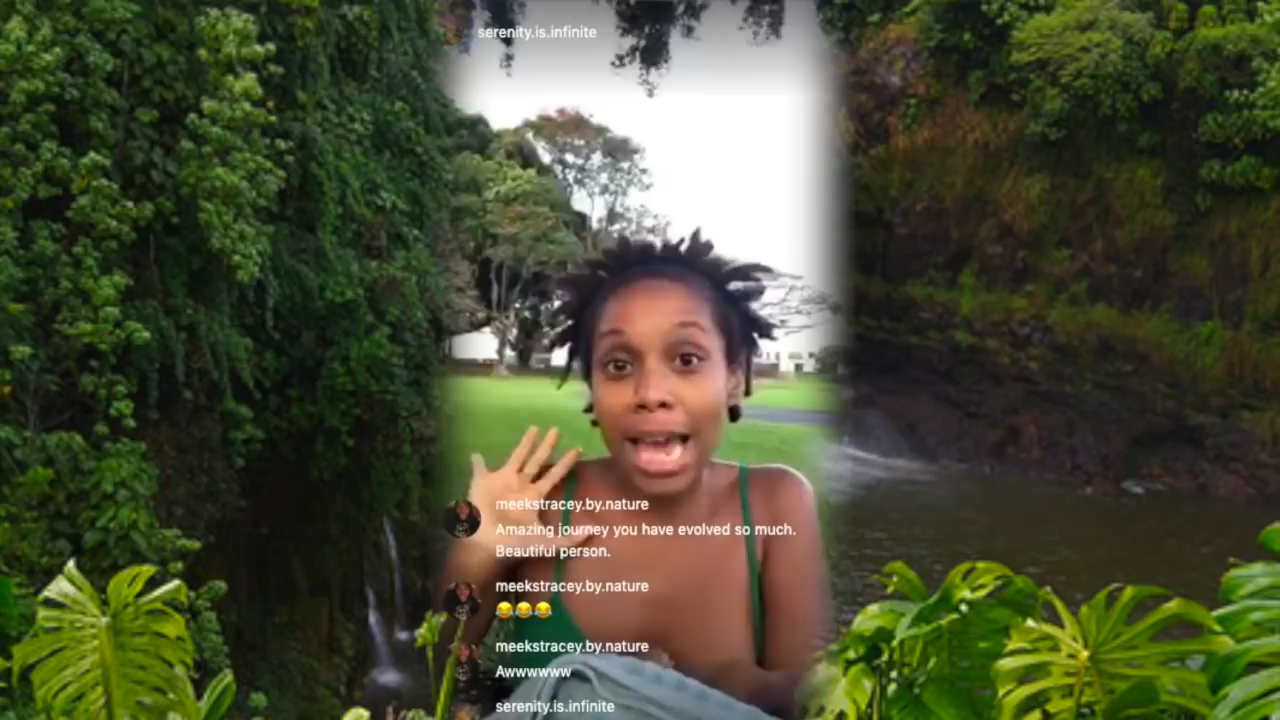 serenity.is.infinite
meekstracey.by.nature
Amazing journey you have evolved so much.
Beautiful person.
meekstracey.by.nature
😂😂😂
meekstracey.by.nature
Awwwwww
serenity.is.infinite